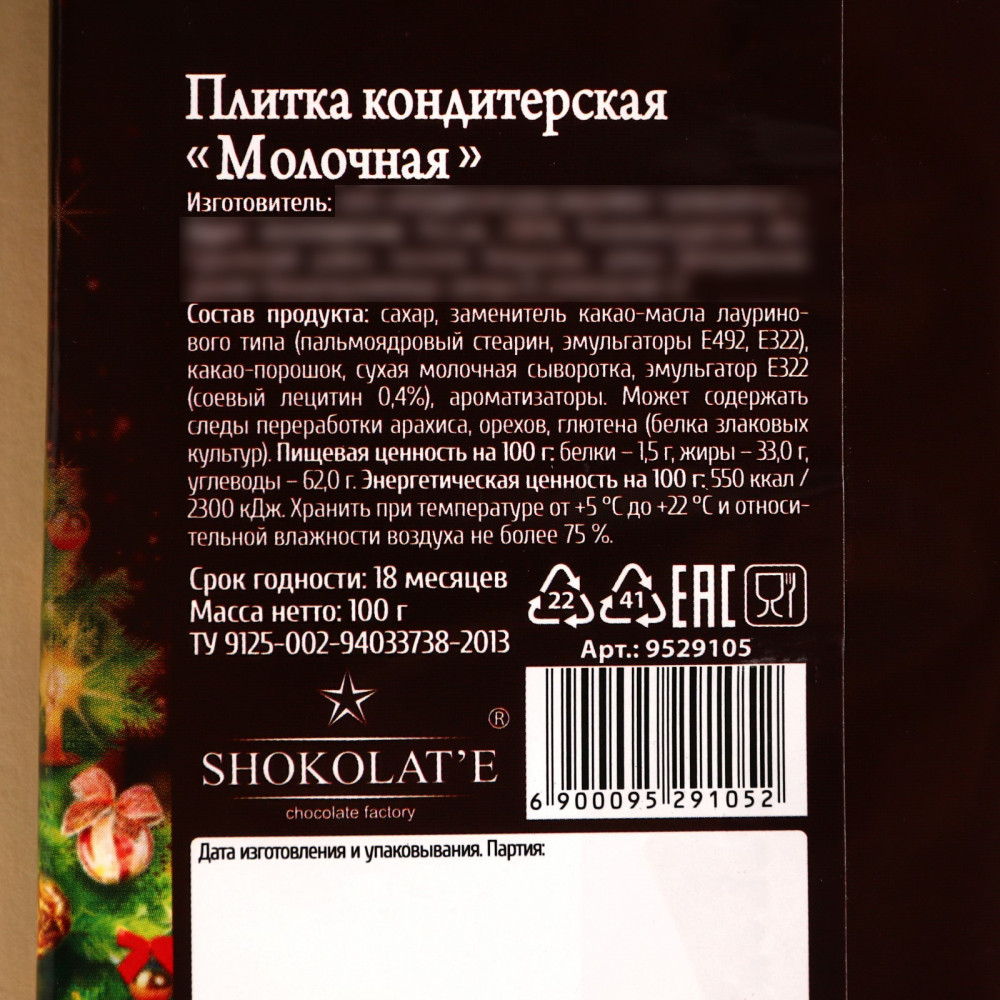 Плитка кондитерская
«Молочная»
Изготовитель:
Состав продукта: сахар, заменитель какао-масла лаурино-
вого типа (пальмоядровый стеарин, эмульгаторы Е492, Е322),
какао-порошок, сухая молочная сыворотка, эмульгатор Е322
(соевый лецитин 0,4%), ароматизаторы. Может содержать
следы переработки арахиса, орехов, глютена (белка злаковых
культур). Пищевая ценность на 100 г: белки – 1,5 г, жиры – 33,0 г,
углеводы – 62,0 г. Энергетическая ценность на 100 г: 550 ккал /
2300 кДж. Хранить при температуре от +5 °С до +22 °С и относи-
тельной влажности воздуха не более 75 %.
Срок годности: 18 месяцев
Масса нетто: 100 г
ТУ 9125-002-94033738-2013
22 41 EAC
Арт.: 9529105
SHOKOLAT’E ®
chocolate factory
6 900095 291052
Дата изготовления и упаковывания. Партия: